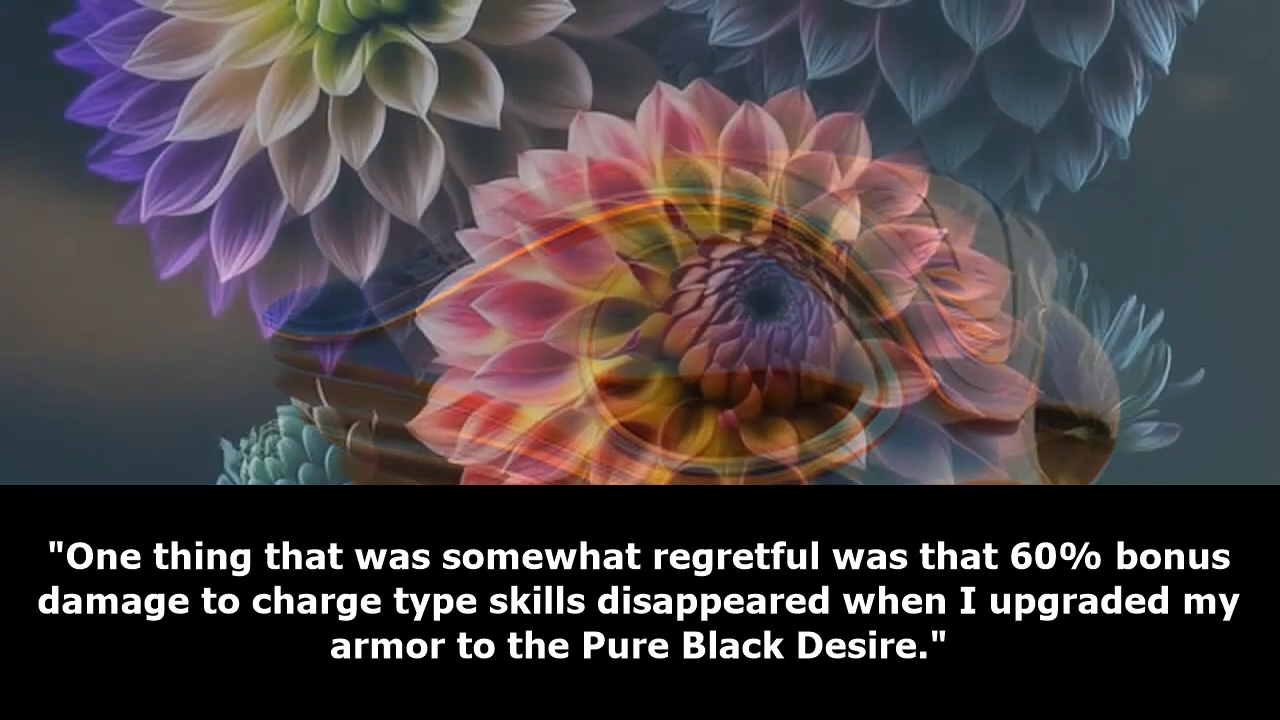 "One thing that was somewhat regretful was that 60% bonus
damage to charge type skills disappeared when I upgraded my
armor to the Pure Black Desire."